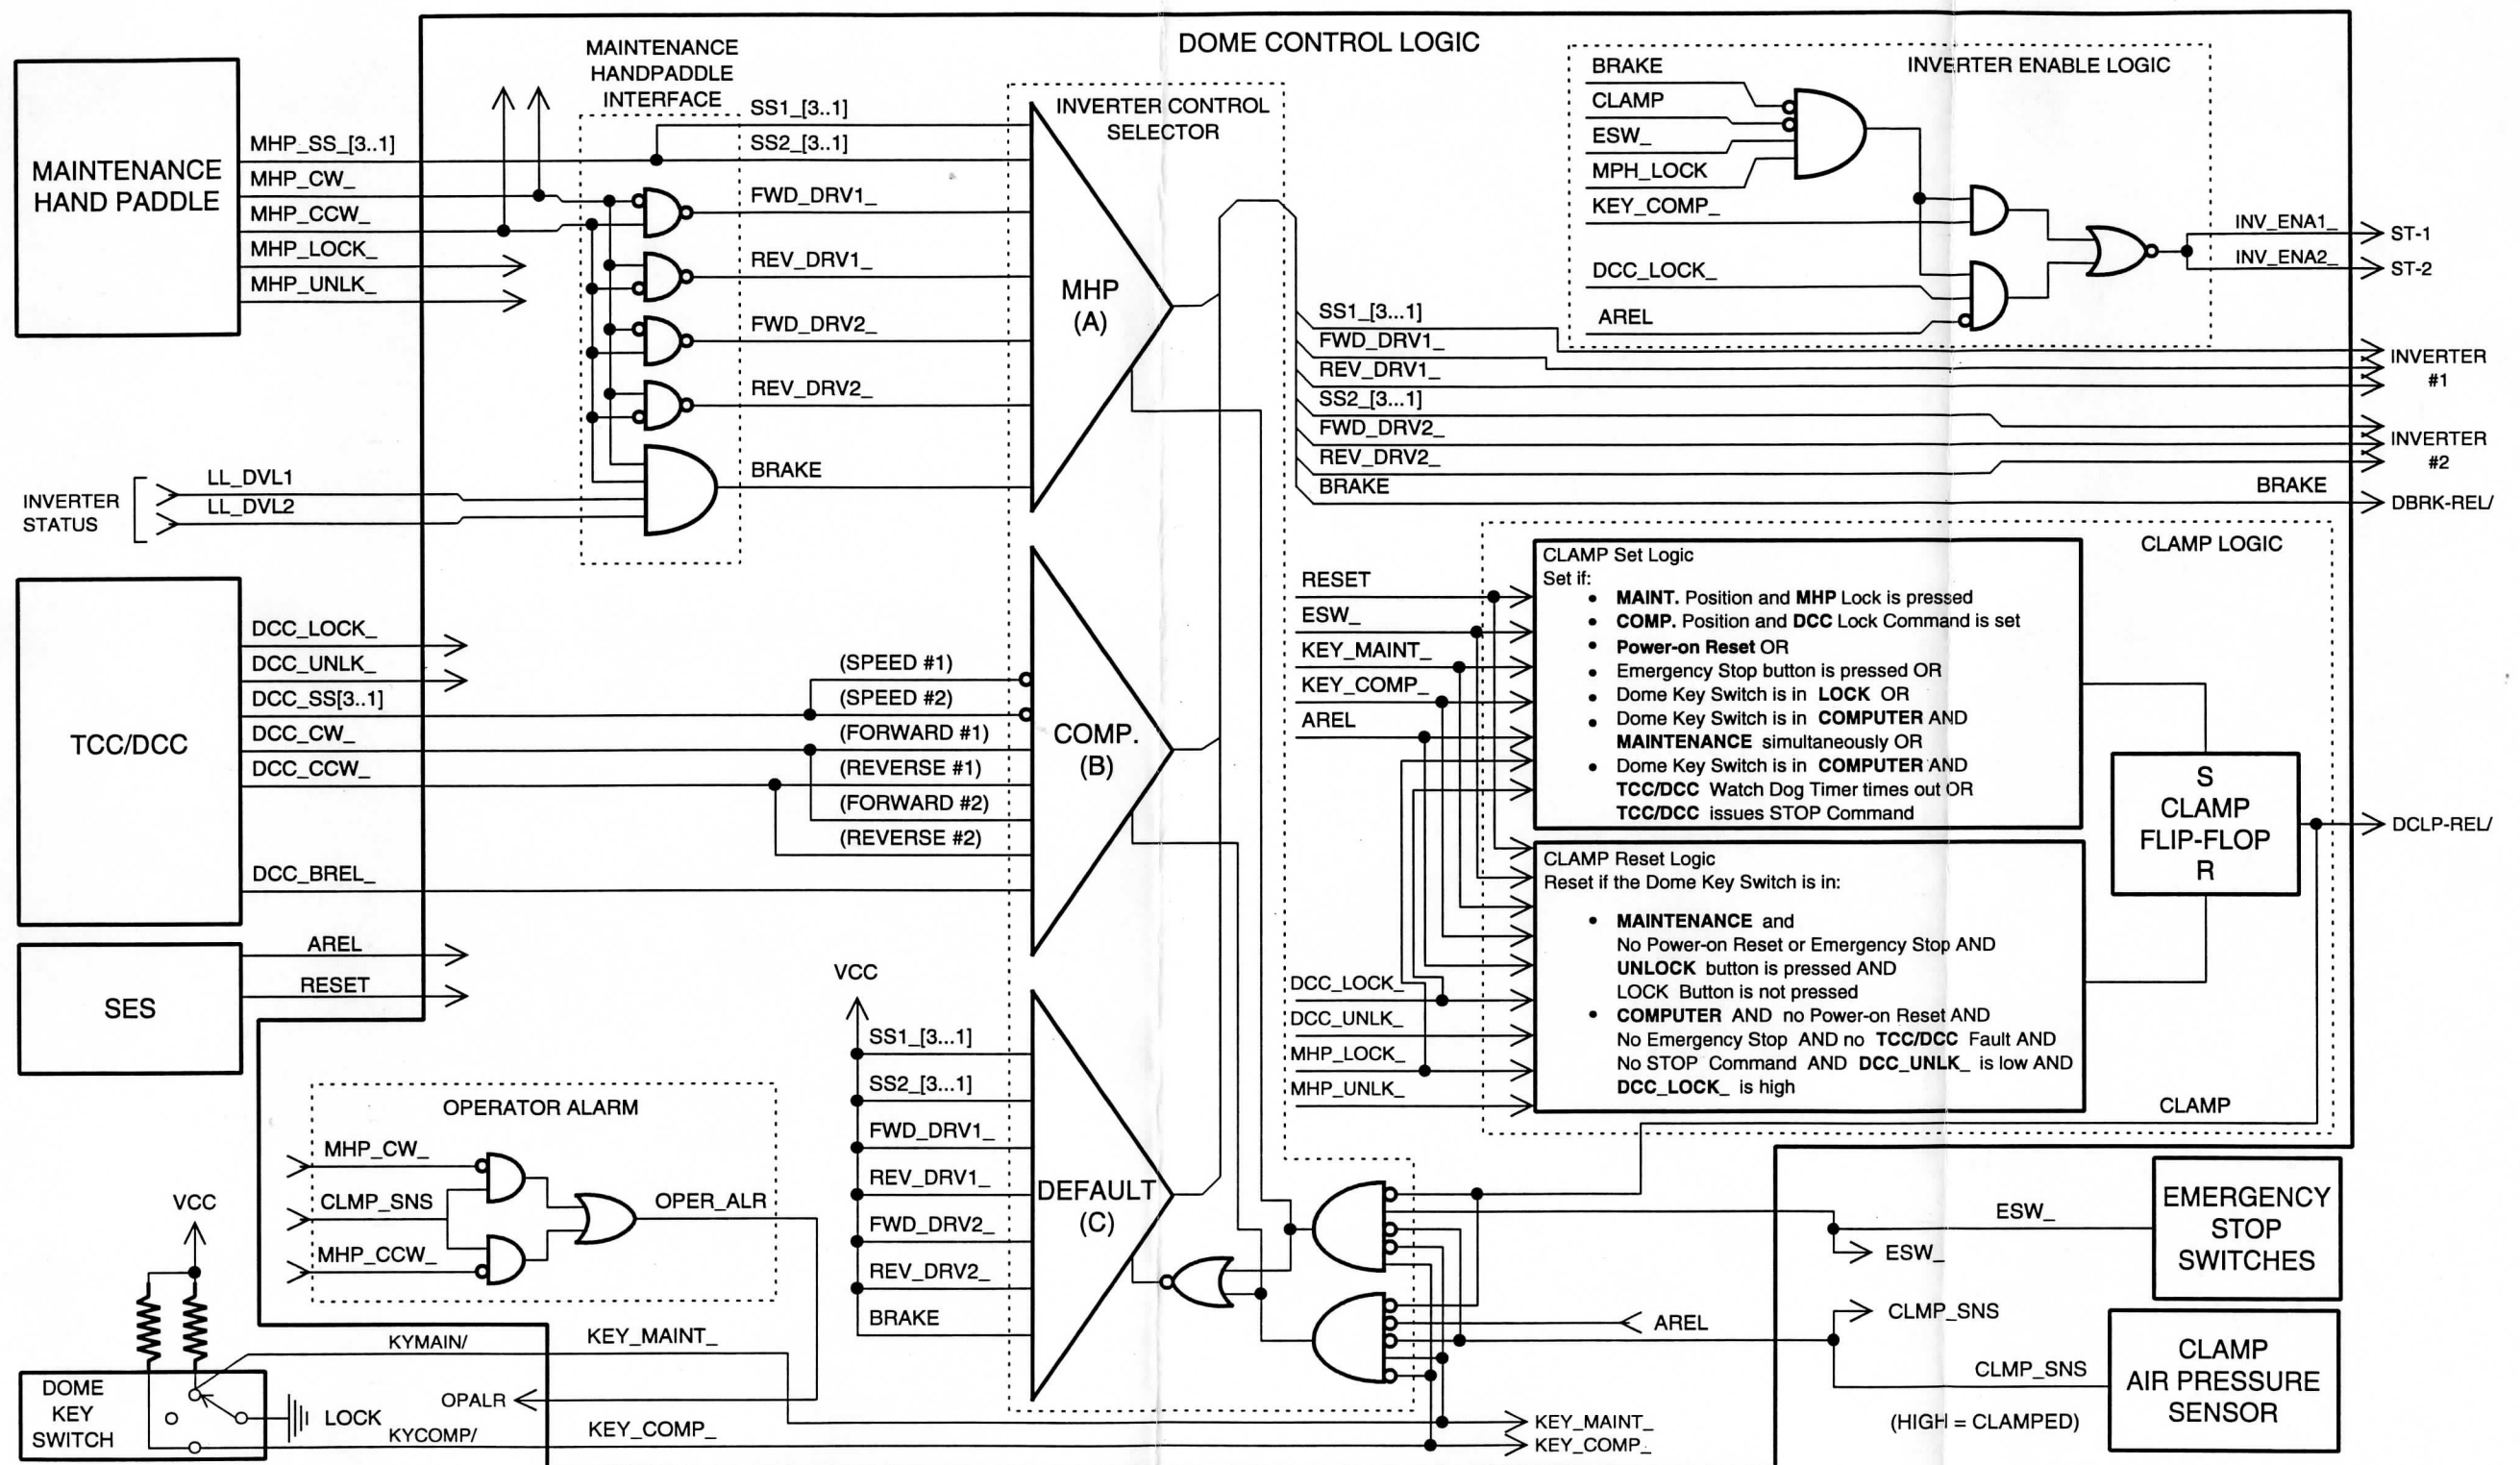 DOME CONTROL LOGIC
MAINTENANCE
HAND PADDLE
MHP_SS_[3..1]
MHP_CW_
MHP_CCW_
MHP_LOCK_
MHP_UNLK_
MAINTENANCE
HANDPADDLE
INTERFACE
SS1_[3..1]
SS2_[3..1]
FWD_DRV1_
REV_DRV1_
FWD_DRV2_
REV_DRV2_
BRAKE
INVERTER
STATUS
LL_DVL1
LL_DVL2
INVERTER CONTROL
SELECTOR
MHP
(A)
INVERTER ENABLE LOGIC
BRAKE
CLAMP
ESW_
MPH_LOCK
KEY_COMP_
DCC_LOCK_
AREL
INV_ENA1_
ST-1
INV_ENA2_
ST-2
SS1_[3...1]
FWD_DRV1_
REV_DRV1_
SS2_[3...1]
FWD_DRV2_
REV_DRV2_
BRAKE
INVERTER
#1
INVERTER
#2
BRAKE
DBRK-REL/
TCC/DCC
DCC_LOCK_
DCC_UNLK_
DCC_SS[3..1]
DCC_CW_
DCC_CCW_
DCC_BREL_
(SPEED #1)
(SPEED #2)
(FORWARD #1)
(REVERSE #1)
(FORWARD #2)
(REVERSE #2)
COMP.
(B)
SES
AREL
RESET
CLAMP LOGIC
RESET
ESW_
KEY_MAINT_
KEY_COMP_
AREL
CLAMP Set Logic
Set if:
• MAINT. Position and MHP Lock is pressed
• COMP. Position and DCC Lock Command is set
• Power-on Reset OR
• Emergency Stop button is pressed OR
• Dome Key Switch is in LOCK OR
• Dome Key Switch is in COMPUTER AND
MAINTENANCE simultaneously OR
• Dome Key Switch is in COMPUTER AND
TCC/DCC Watch Dog Timer times out OR
TCC/DCC issues STOP Command
S
CLAMP
FLIP-FLOP
R
DCLP-REL/
CLAMP Reset Logic
Reset if the Dome Key Switch is in:
• MAINTENANCE and
No Power-on Reset or Emergency Stop AND
UNLOCK button is pressed AND
LOCK Button is not pressed
• COMPUTER AND no Power-on Reset AND
No Emergency Stop AND no TCC/DCC Fault AND
No STOP Command AND DCC_UNLK_ is low AND
DCC_LOCK_ is high
DCC_LOCK_
DCC_UNLK_
MHP_LOCK_
MHP_UNLK_
CLAMP
VCC
SS1_[3...1]
SS2_[3...1]
FWD_DRV1_
REV_DRV1_
FWD_DRV2_
REV_DRV2_
BRAKE
DEFAULT
(C)
OPERATOR ALARM
MHP_CW_
CLMP_SNS
MHP_CCW_
OPER_ALR
VCC
KYMAIN/
KEY_MAINT_
DOME
KEY
SWITCH
LOCK
OPALR
KYCOMP/
KEY_COMP_
KEY_MAINT_
KEY_COMP_
AREL
ESW_
ESW_
EMERGENCY
STOP
SWITCHES
CLMP_SNS
CLMP_SNS
(HIGH = CLAMPED)
CLAMP
AIR PRESSURE
SENSOR